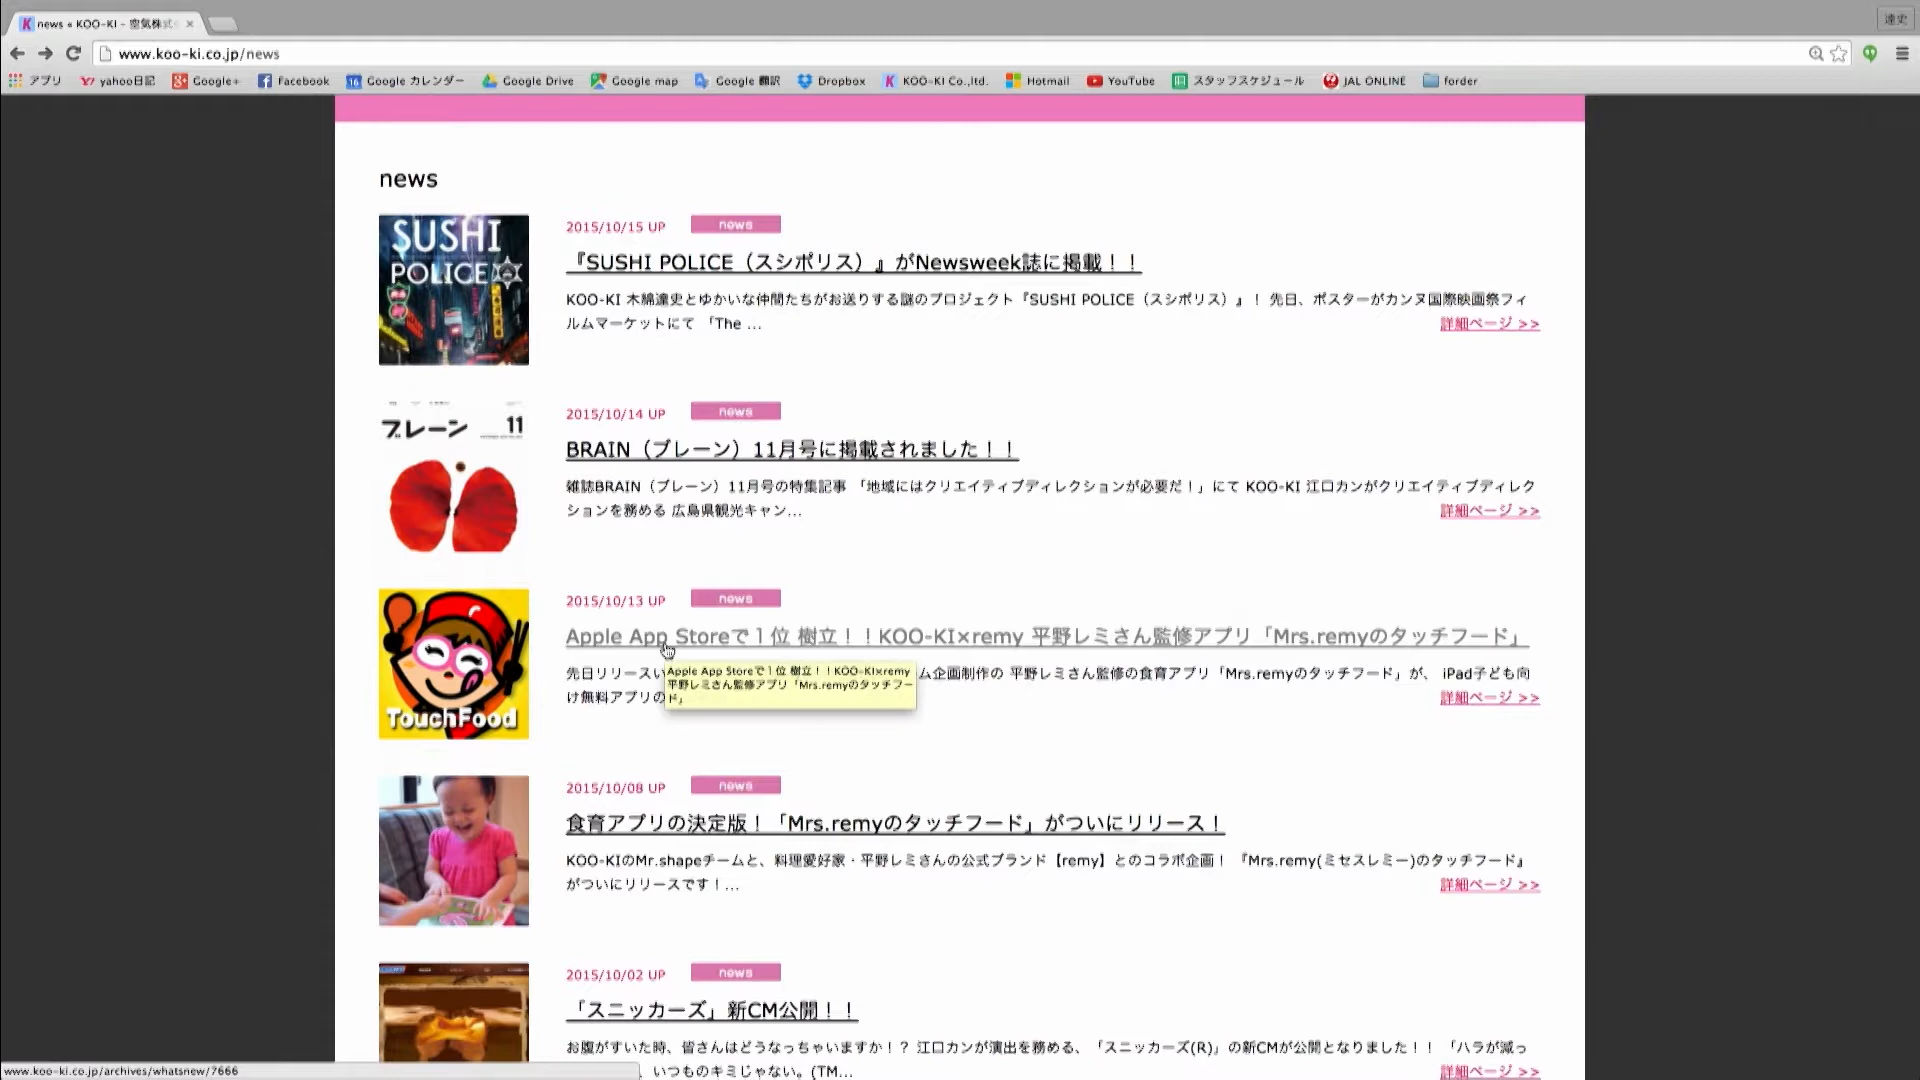 news « KOO-KI - 空気株式
達史
www.koo-ki.co.jp/news
アプリ yahoo日記 Google+ Facebook Google カレンダー Google Drive Google map Google 翻訳 Dropbox KOO-KI Co.,ltd. Hotmail YouTube スタッフスケジュール JAL ONLINE forder
news
SUSHI
POLICE
2015/10/15 UP news
『SUSHI POLICE（スシポリス）』がNewsweek誌に掲載！！
KOO-KI 木綿達史とゆかいな仲間たちがお送りする謎のプロジェクト『SUSHI POLICE（スシポリス）』！ 先日、ポスターがカンヌ国際映画祭フィ
ルムマーケットにて 「The ...
詳細ページ >>
ブレーン 11
2015/10/14 UP news
BRAIN（ブレーン）11月号に掲載されました！！
雑誌BRAIN（ブレーン）11月号の特集記事 「地域にはクリエイティブディレクションが必要だ！」にて KOO-KI 江口カンがクリエイティブディレク
ションを務める 広島県観光キャン...
詳細ページ >>
TouchFood
2015/10/13 UP news
Apple App Storeで１位 樹立！！KOO-KI×remy 平野レミさん監修アプリ「Mrs.remyのタッチフード」
先日リリースい
ム企画制作の 平野レミさん監修の食育アプリ「Mrs.remyのタッチフード」が、 iPad子ども向
け無料アプリの
詳細ページ >>
Apple App Storeで１位 樹立！！KOO-KI×remy
平野レミさん監修アプリ「Mrs.remyのタッチフー
ド」
2015/10/08 UP news
食育アプリの決定版！「Mrs.remyのタッチフード」がついにリリース！
KOO-KIのMr.shapeチームと、料理愛好家・平野レミさんの公式ブランド【remy】とのコラボ企画！『Mrs.remy(ミセスレミー)のタッチフード』
がついにリリースです！...
詳細ページ >>
2015/10/02 UP news
「スニッカーズ」新CM公開！！
お腹がすいた時、皆さんはどうなっちゃいますか！？ 江口カンが演出を務める、「スニッカーズ(R)」の新CMが公開となりました！！ 「ハラが減っ
、いつものキミじゃない。(TM...
詳細ページ >>
www.koo-ki.co.jp/archives/whatsnew/7666